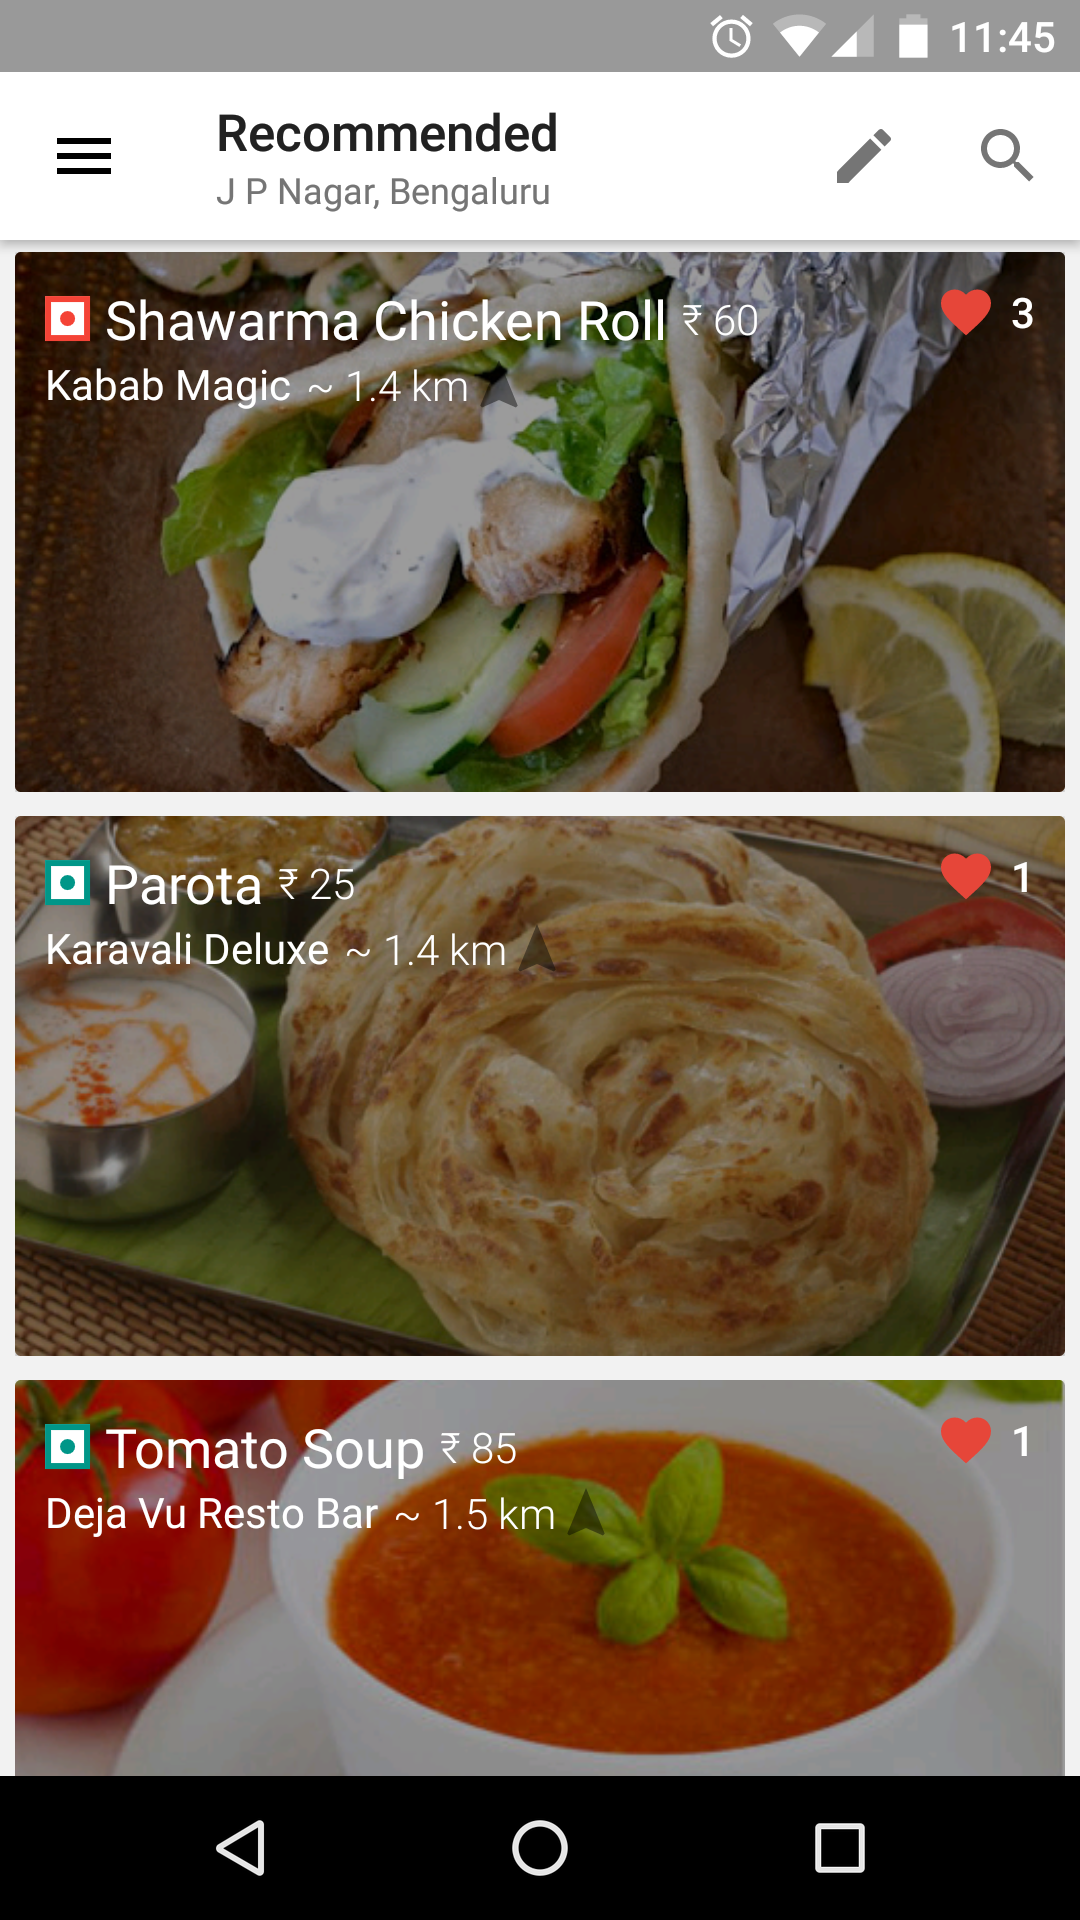 11:45
Recommended
J P Nagar, Bengaluru
Shawarma Chicken Roll ₹ 60 3
Kabab Magic ~ 1.4 km
Parota ₹ 25 1
Karavali Deluxe ~ 1.4 km
Tomato Soup ₹ 85 1
Deja Vu Resto Bar ~ 1.5 km